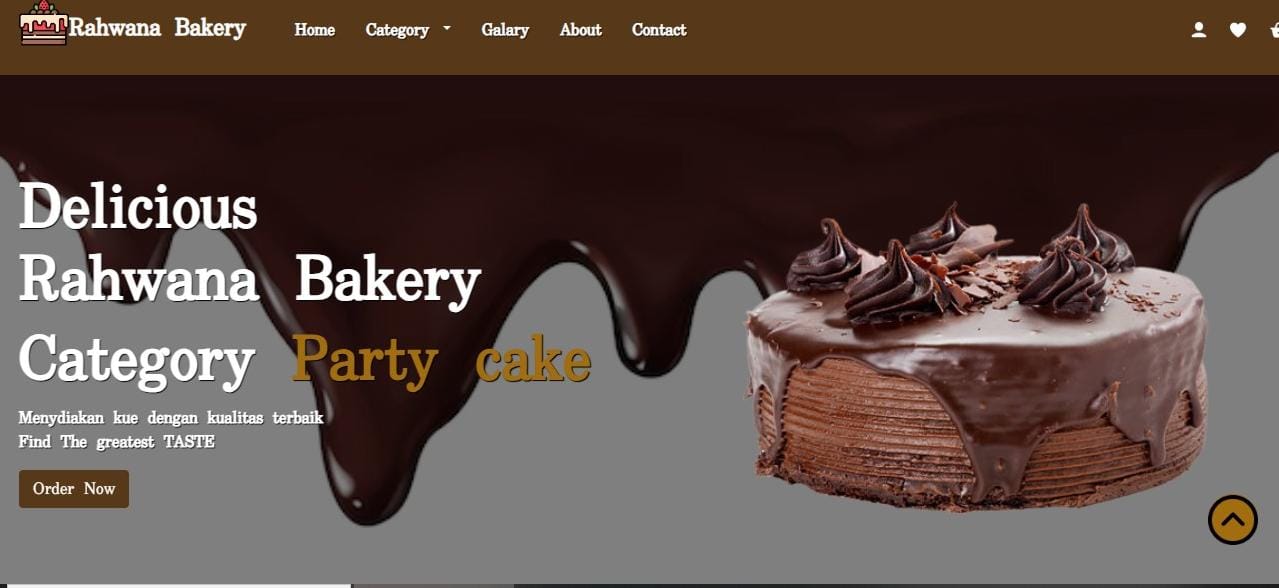 Rahwana Bakery
Home Category Galary About Contact
Delicious
Rahwana Bakery
Category Party cake
Menydiakan kue dengan kualitas terbaik
Find The greatest TASTE
Order Now